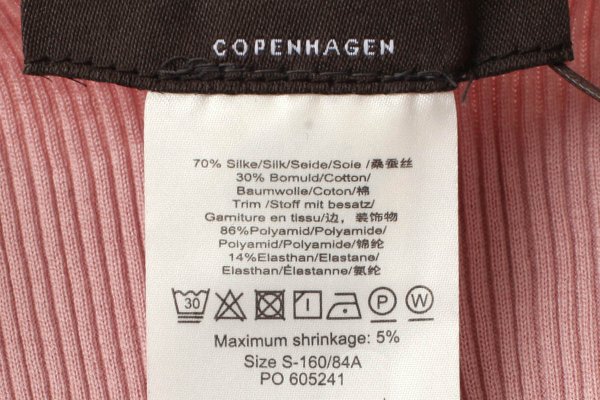 COPENHAGEN
70% Silke/Silk/Seide/Soie /桑蚕丝
30% Bomuld/Cotton/
Baumwolle/Coton/棉
Trim /Stoff mit besatz/
Garniture en tissu/边，装饰物
86%Polyamid/Polyamide/
Polyamid/Polyamide/锦纶
14%Elasthan/Elastane/
Elasthan/Élastanne/氨纶
30 P W
Maximum shrinkage: 5%
Size S-160/84A
PO 605241